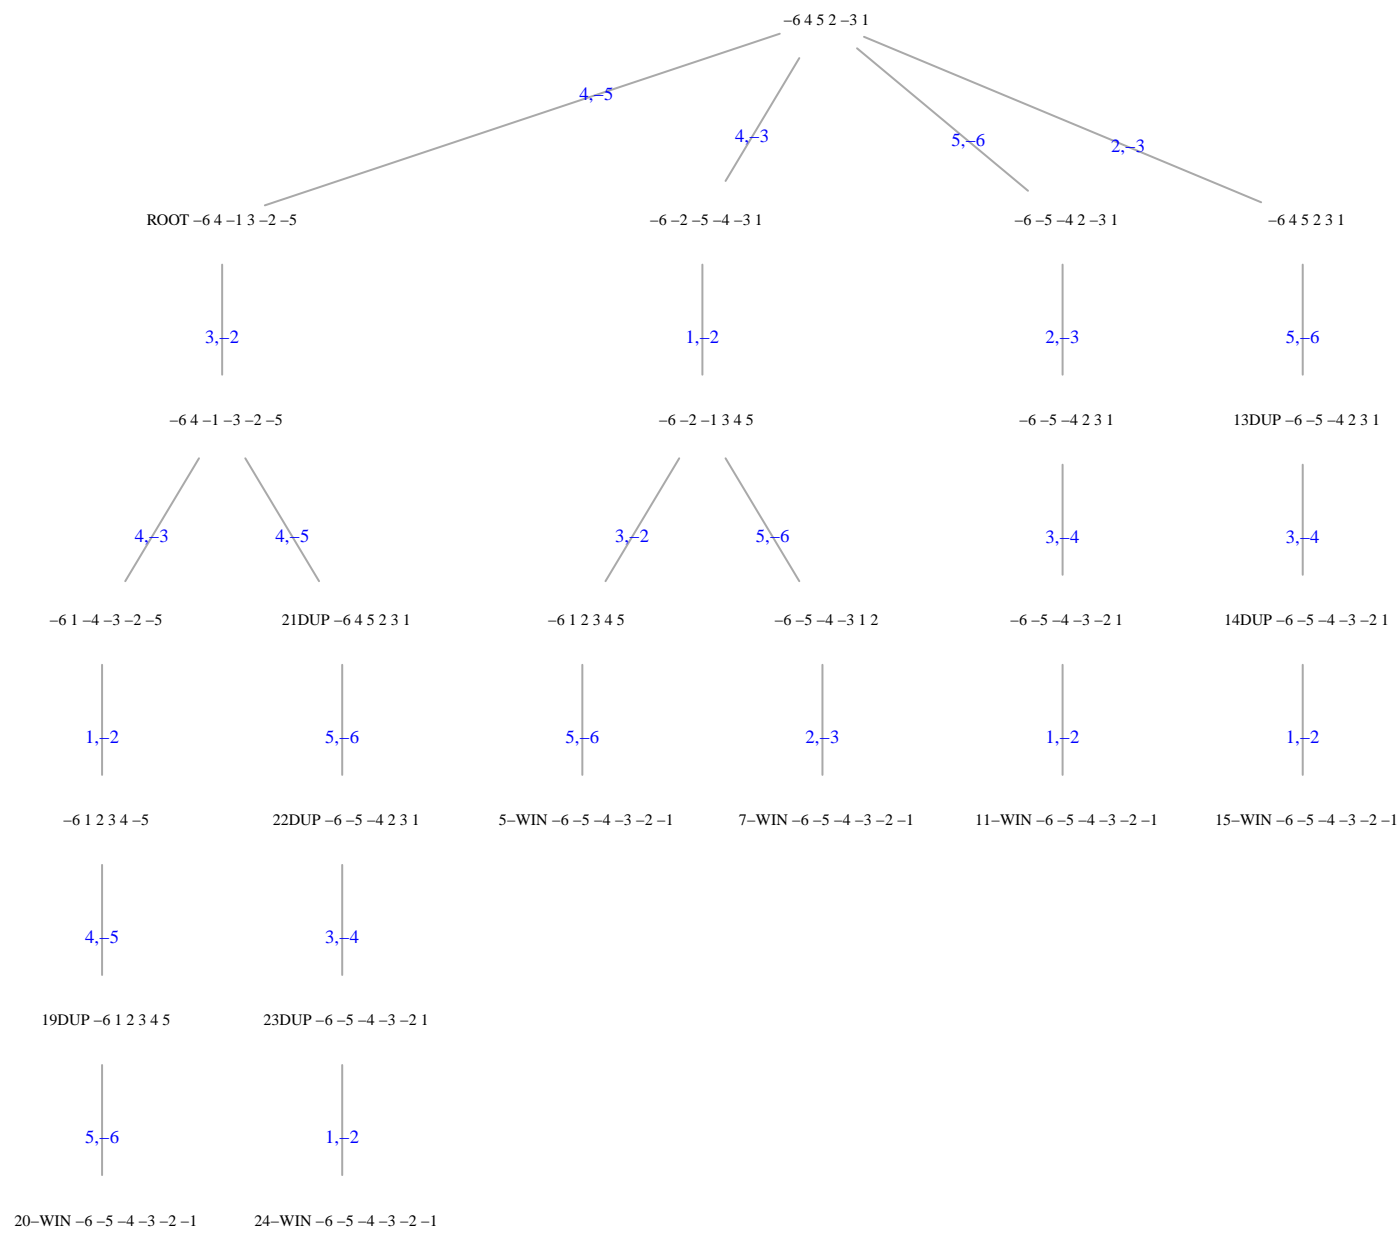 −6 4 5 2 −3 1
4,−5
4,−3
5,−6
2,−3
ROOT −6 4 −1 3 −2 −5
−6 −2 −5 −4 −3 1
−6 −5 −4 2 −3 1
−6 4 5 2 3 1
3,−2
1,−2
2,−3
5,−6
−6 4 −1 −3 −2 −5
−6 −2 −1 3 4 5
−6 −5 −4 2 3 1
13DUP −6 −5 −4 2 3 1
4,−3
4,−5
3,−2
5,−6
3,−4
3,−4
−6 1 −4 −3 −2 −5
21DUP −6 4 5 2 3 1
−6 1 2 3 4 5
−6 −5 −4 −3 1 2
−6 −5 −4 −3 −2 1
14DUP −6 −5 −4 −3 −2 1
1,−2
5,−6
5,−6
2,−3
1,−2
1,−2
−6 1 2 3 4 −5
22DUP −6 −5 −4 2 3 1
5−WIN −6 −5 −4 −3 −2 −1
7−WIN −6 −5 −4 −3 −2 −1
11−WIN −6 −5 −4 −3 −2 −1
15−WIN −6 −5 −4 −3 −2 −1
4,−5
3,−4
19DUP −6 1 2 3 4 5
23DUP −6 −5 −4 −3 −2 1
5,−6
1,−2
20−WIN −6 −5 −4 −3 −2 −1
24−WIN −6 −5 −4 −3 −2 −1